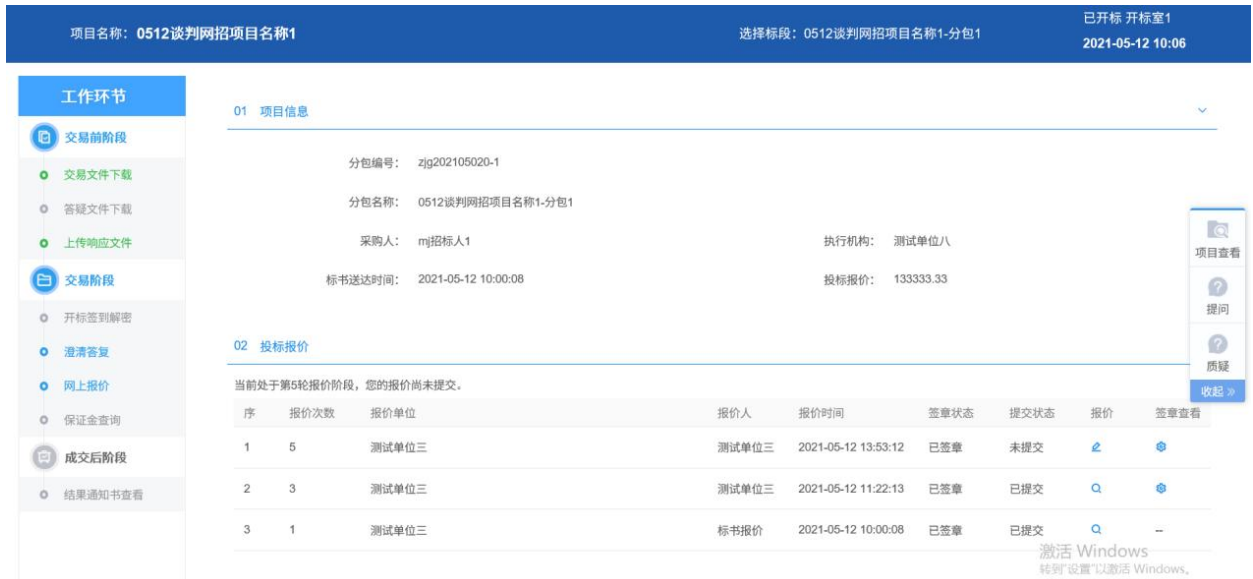 项目名称：0512谈判网招项目名称1
选择标段：0512谈判网招项目名称1-分包1
已开标 开标室1
2021-05-12 10:06
工作环节
交易前阶段
交易文件下载
答疑文件下载
上传响应文件
交易阶段
开标签到解密
澄清答复
网上报价
保证金查询
成交后阶段
结果通知书查看
01 项目信息
分包编号： zjg202105020-1
分包名称： 0512谈判网招项目名称1-分包1
采购人： mj招标人1 执行机构： 测试单位八
标书送达时间： 2021-05-12 10:00:08 投标报价： 133333.33
02 投标报价
当前处于第5轮报价阶段，您的报价尚未提交。
序 报价次数 报价单位 报价人 报价时间 签章状态 提交状态 报价 签章查看
1 5 测试单位三 测试单位三 2021-05-12 13:53:12 已签章 未提交
2 3 测试单位三 测试单位三 2021-05-12 11:22:13 已签章 已提交
3 1 测试单位三 标书报价 2021-05-12 10:00:08 已签章 已提交 --
项目查看
提问
质疑
收起 »
激活 Windows
转到"设置"以激活 Windows。